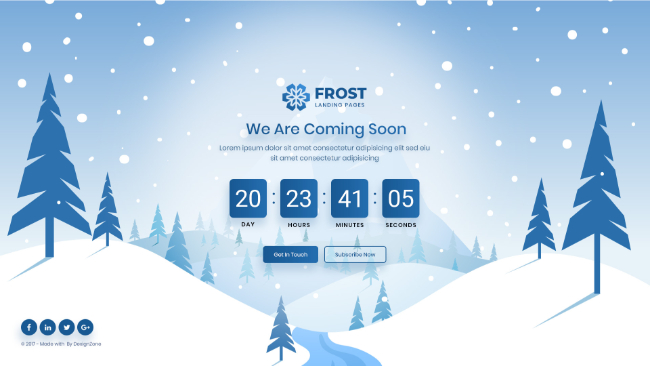 FROST
LANDING PAGES
We Are Coming Soon
Lorem ipsum dolor sit amet consectetur adipisicing elit sed eiu
sit amet consectetur adipisicing
20 : 23 : 41 : 05
DAY HOURS MINUTES SECONDS
Get In Touch Subscribe Now
f in G+
© 2017 - Made with By DesignZane